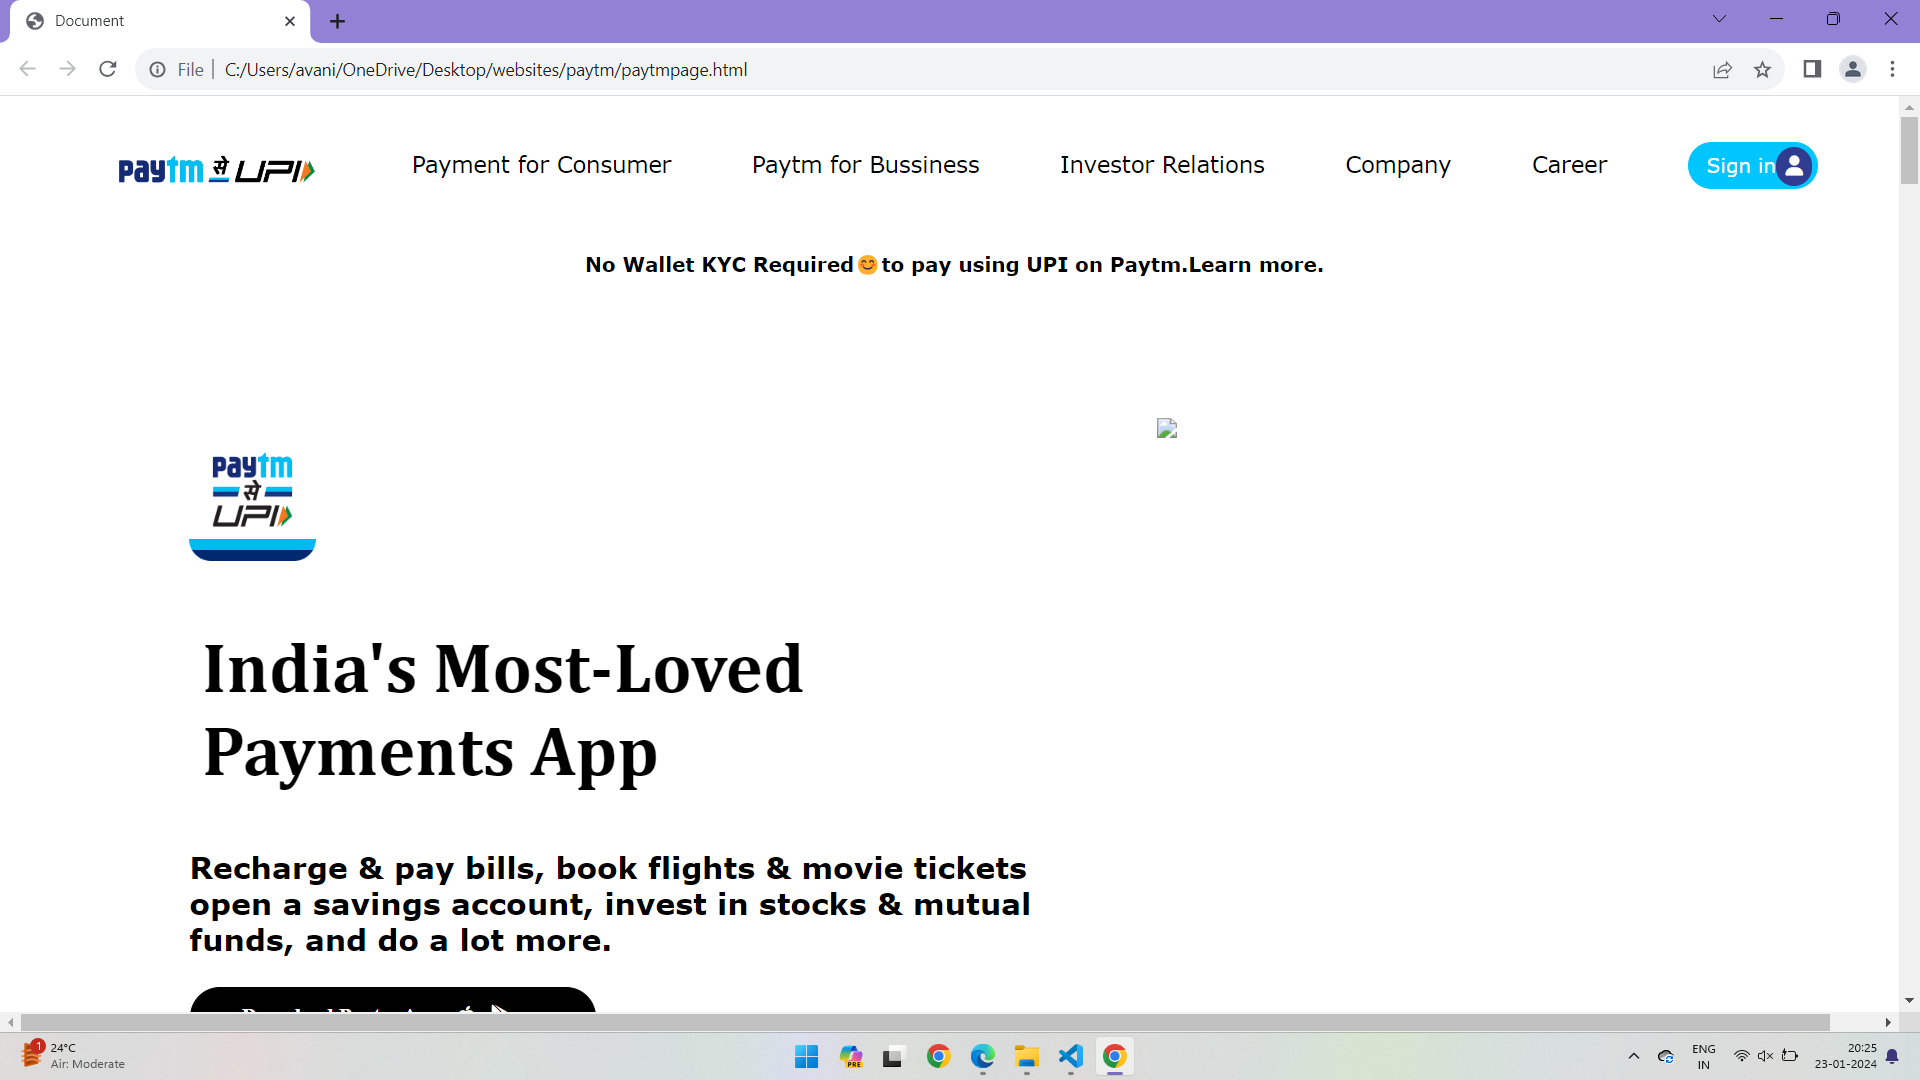 Document
File
C:/Users/avani/OneDrive/Desktop/websites/paytm/paytmpage.html
paytm से UPI
Payment for Consumer
Paytm for Bussiness
Investor Relations
Company
Career
Sign in
No Wallet KYC Required😊to pay using UPI on Paytm.Learn more.
paytm
से
UPI
India's Most-Loved
Payments App
Recharge & pay bills, book flights & movie tickets
open a savings account, invest in stocks & mutual
funds, and do a lot more.
1
24°C
Air: Moderate
PRE
ENG
IN
20:25
23-01-2024